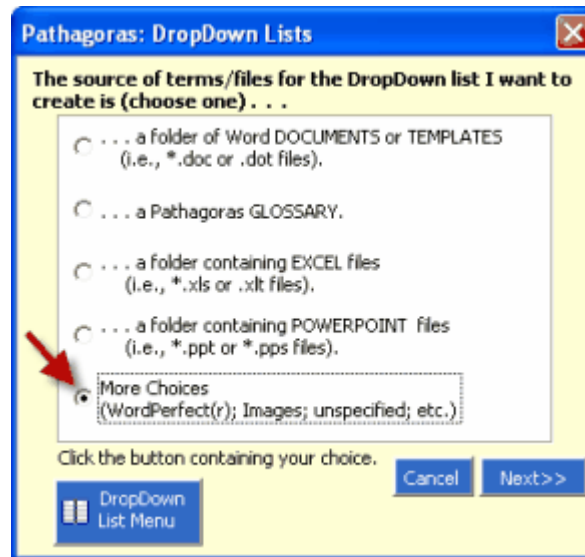 Pathagoras: DropDown Lists
The source of terms/files for the DropDown list I want to
create is (choose one) . . .
. . . a folder of Word DOCUMENTS or TEMPLATES
(i.e., *.doc or .dot files).
. . . a Pathagoras GLOSSARY.
. . . a folder containing EXCEL files
(i.e., *.xls or .xlt files).
. . . a folder containing POWERPOINT files
(i.e., *.ppt or *.pps files).
More Choices
(WordPerfect(r); Images; unspecified; etc.)
Click the button containing your choice.
Cancel
Next>>
DropDown
List Menu